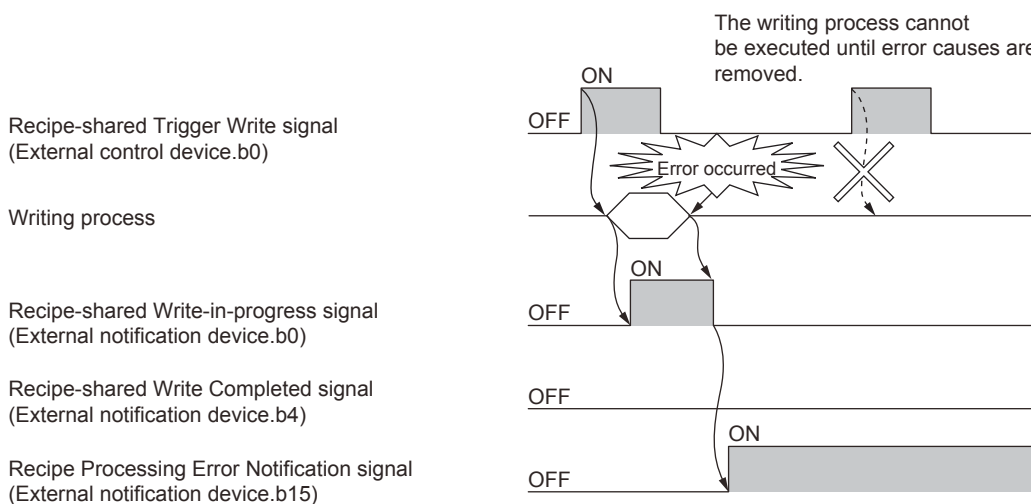 The writing process cannot
be executed until error causes are
removed.
ON
OFF
Recipe-shared Trigger Write signal
(External control device.b0)
Error occurred
Writing process
ON
OFF
Recipe-shared Write-in-progress signal
(External notification device.b0)
OFF
Recipe-shared Write Completed signal
(External notification device.b4)
ON
OFF
Recipe Processing Error Notification signal
(External notification device.b15)